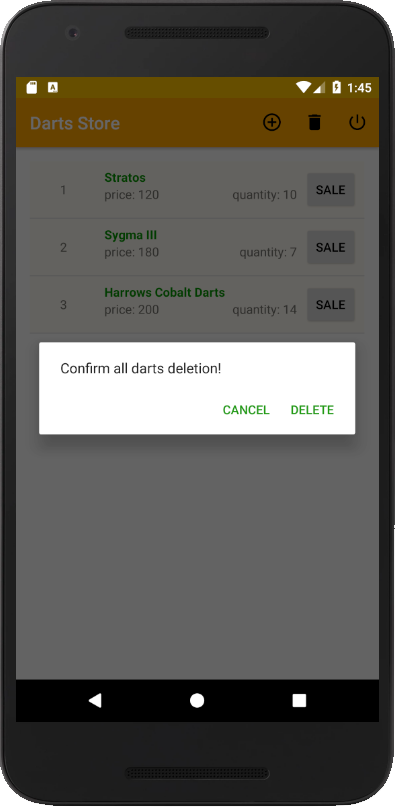 1:45
Darts Store
1
Stratos
price: 120
quantity: 10
SALE
2
Sygma III
price: 180
quantity: 7
SALE
3
Harrows Cobalt Darts
price: 200
quantity: 14
SALE
Confirm all darts deletion!
CANCEL
DELETE